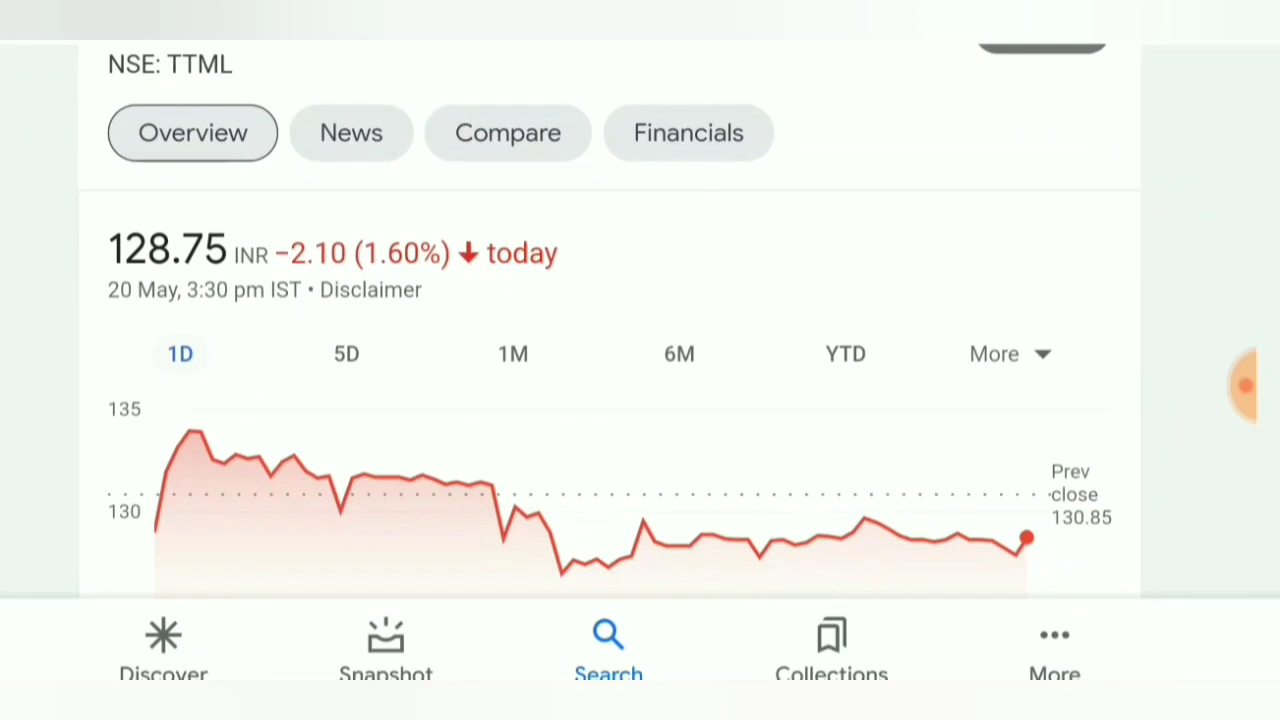 NSE: TTML
Overview News Compare Financials
128.75 INR −2.10 (1.60%) today
20 May, 3:30 pm IST • Disclaimer
1D 5D 1M 6M YTD More
135
130
Prev
close
130.85
Discover Snapshot Search Collections More